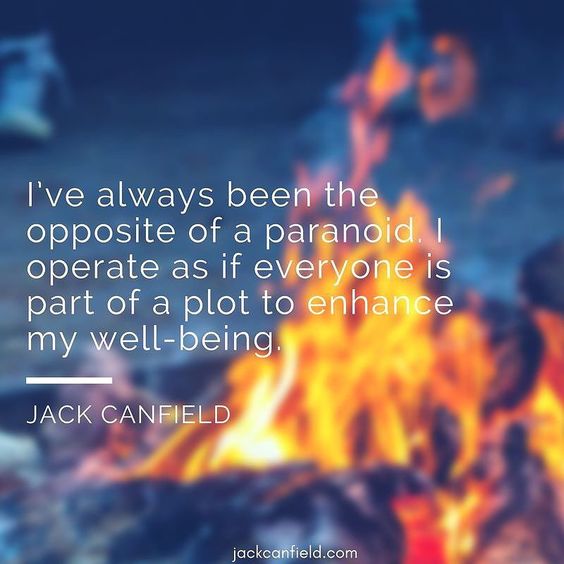 I've always been the
opposite of a paranoid. I
operate as if everyone is
part of a plot to enhance
my well-being.
JACK CANFIELD
jackcanfield.com